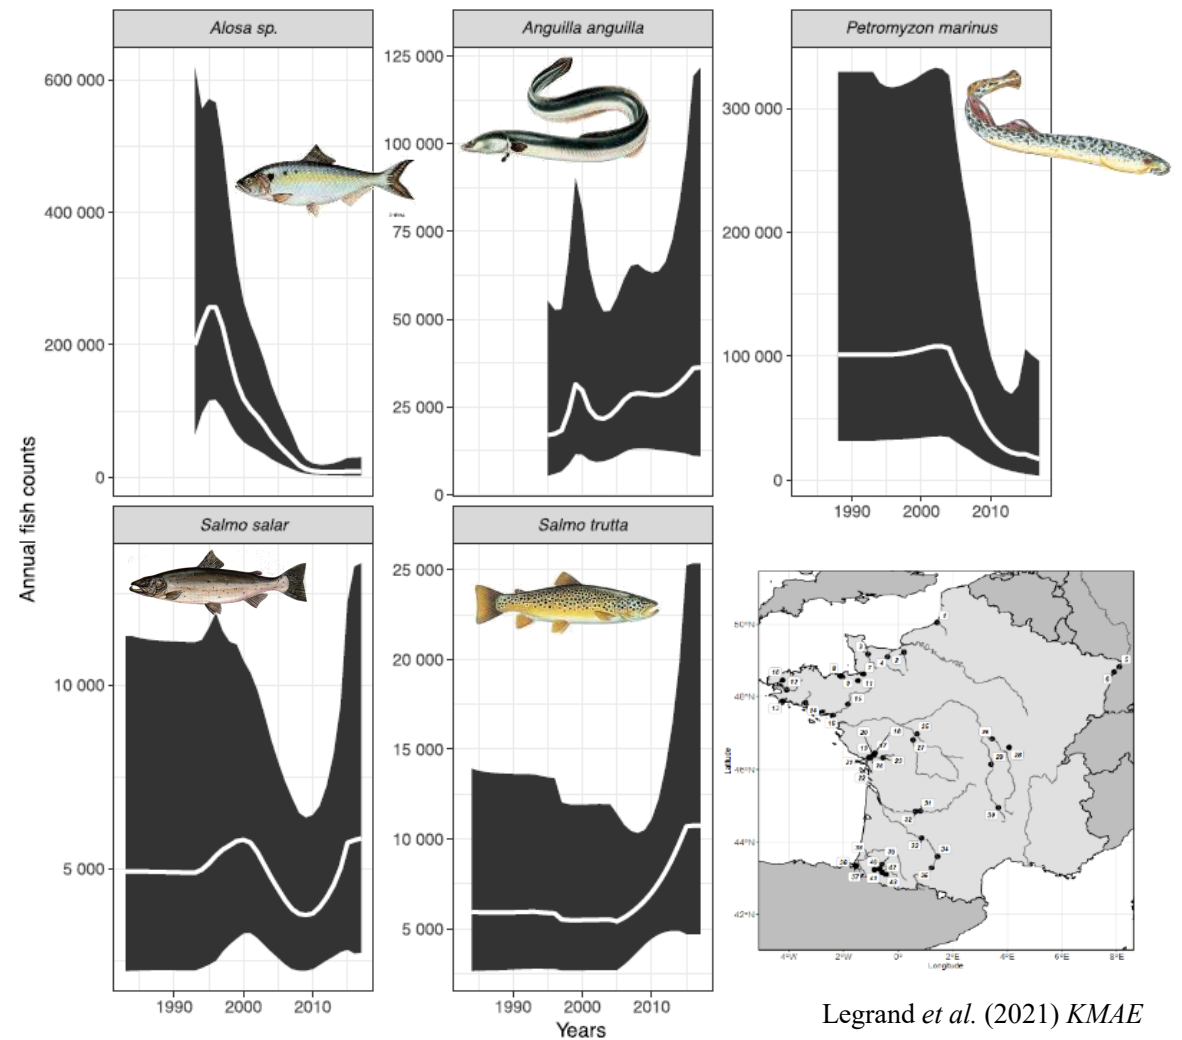 Alosa sp.
Anguilla anguilla
Petromyzon marinus
600 000
400 000
200 000
0
125 000
100 000
75 000
50 000
25 000
0
300 000
200 000
100 000
0
1990 2000 2010
Annual fish counts
Salmo salar
Salmo trutta
10 000
5 000
1990 2000 2010
25 000
20 000
15 000
10 000
5 000
1990 2000 2010
Years
50°N
48°N
46°N
44°N
42°N
Latitude
4°W 2°W 0° 2°E 4°E 6°E 8°E
Longitude
Legrand et al. (2021) KMAE